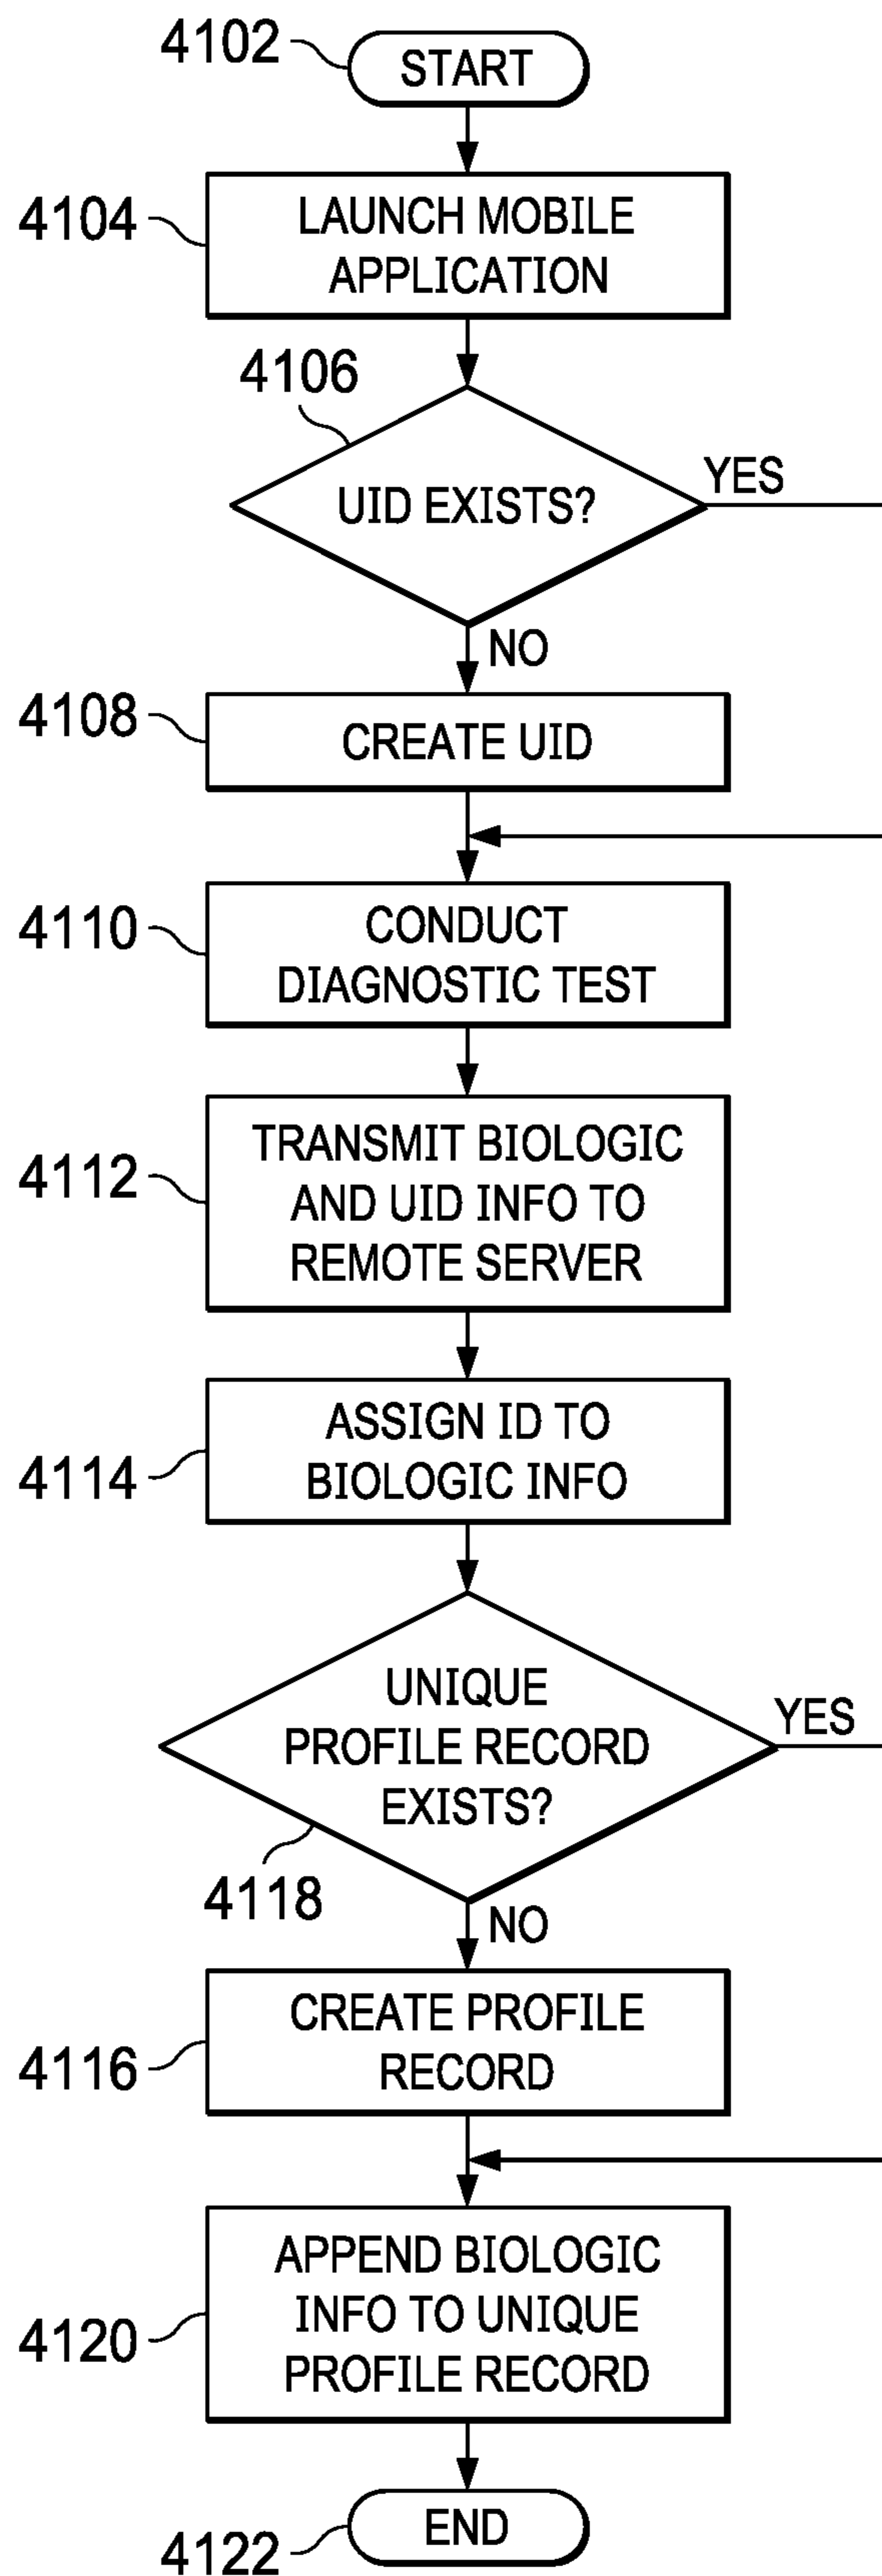 4102
START
4104
LAUNCH MOBILE
APPLICATION
4106
UID EXISTS?
YES
NO
4108
CREATE UID
4110
CONDUCT
DIAGNOSTIC TEST
4112
TRANSMIT BIOLOGIC
AND UID INFO TO
REMOTE SERVER
4114
ASSIGN ID TO
BIOLOGIC INFO
UNIQUE
PROFILE RECORD
EXISTS?
YES
4118
NO
4116
CREATE PROFILE
RECORD
4120
APPEND BIOLOGIC
INFO TO UNIQUE
PROFILE RECORD
4122
END